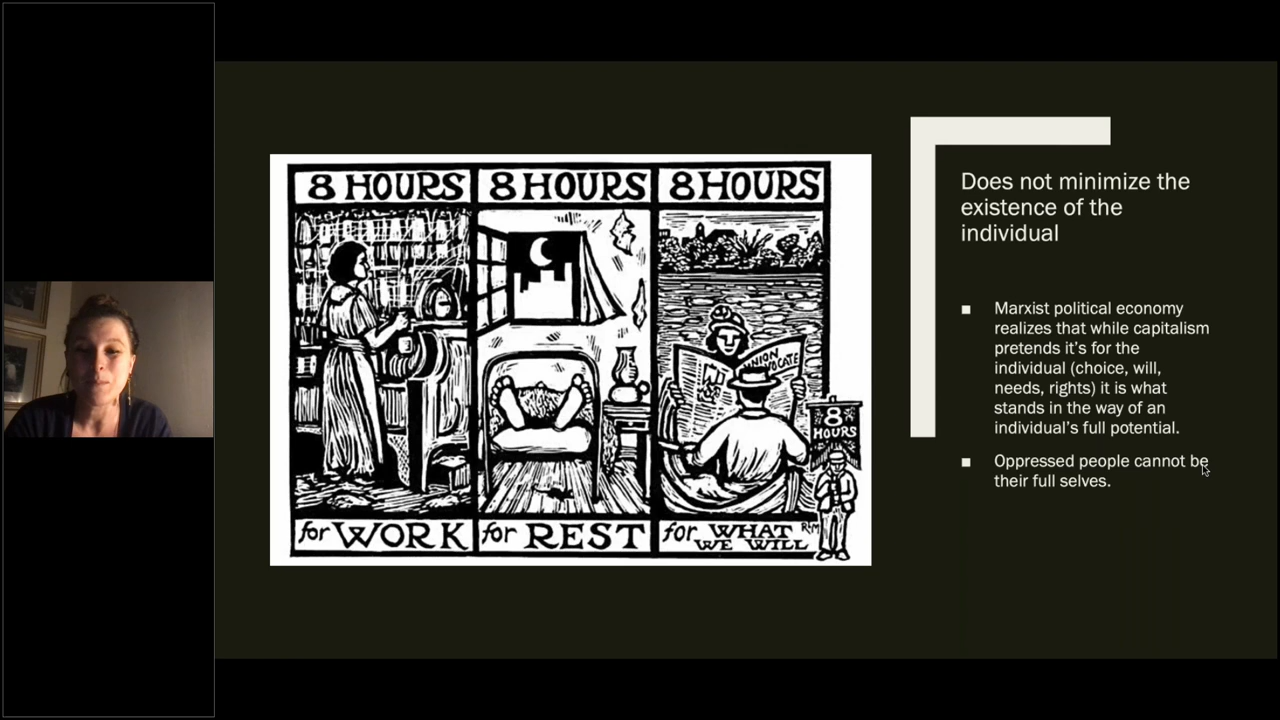 8 HOURS 8 HOURS 8 HOURS
UNION
8
HOURS
for WORK for REST for WHAT
WE WILL
Does not minimize the
existence of the
individual
■ Marxist political economy
realizes that while capitalism
pretends it's for the
individual (choice, will,
needs, rights) it is what
stands in the way of an
individual's full potential.
■ Oppressed people cannot be
their full selves.